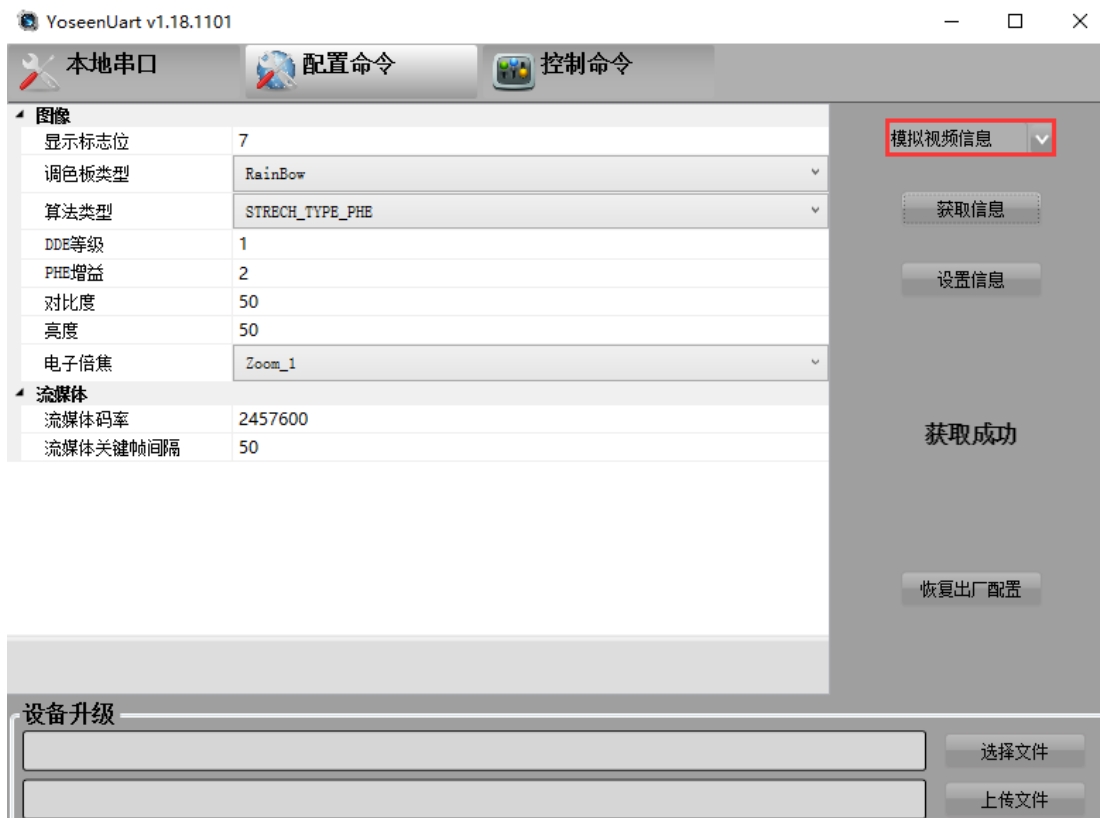 YoseenUart v1.18.1101
本地串口 配置命令 控制命令
图像
显示标志位 7
调色板类型 RainBow
算法类型 STRECH_TYPE_PHE
DDE等级 1
PHE增益 2
对比度 50
亮度 50
电子倍焦 Zoom_1
流媒体
流媒体码率 2457600
流媒体关键帧间隔 50
模拟视频信息
获取信息
设置信息
获取成功
恢复出厂配置
设备升级
选择文件
上传文件